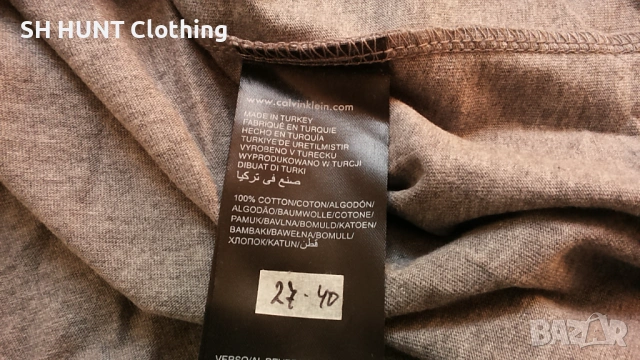 SH HUNT Clothing
www.calvinklein.com
MADE IN TURKEY
FABRIQUÉ EN TURQUIE
HECHO EN TURQUÍA
TÜRKIYE'DE URETILMISTIR
VYROBENO V TURECKU
WYPRODUKOWANO W TURCJI
DIBUAT DI TURKI
صنع في تركيا
100% COTTON/COTON/ALGODÓN/
ALGODÃO/BAUMWOLLE/COTONE/
PAMUK/BAVLNA/BOMULD/KATOEN/
BAMBAKI/BAWEŁNA/BOMULL/
ХЛОПОК/KATUN/قطن
27-40
BAZAR